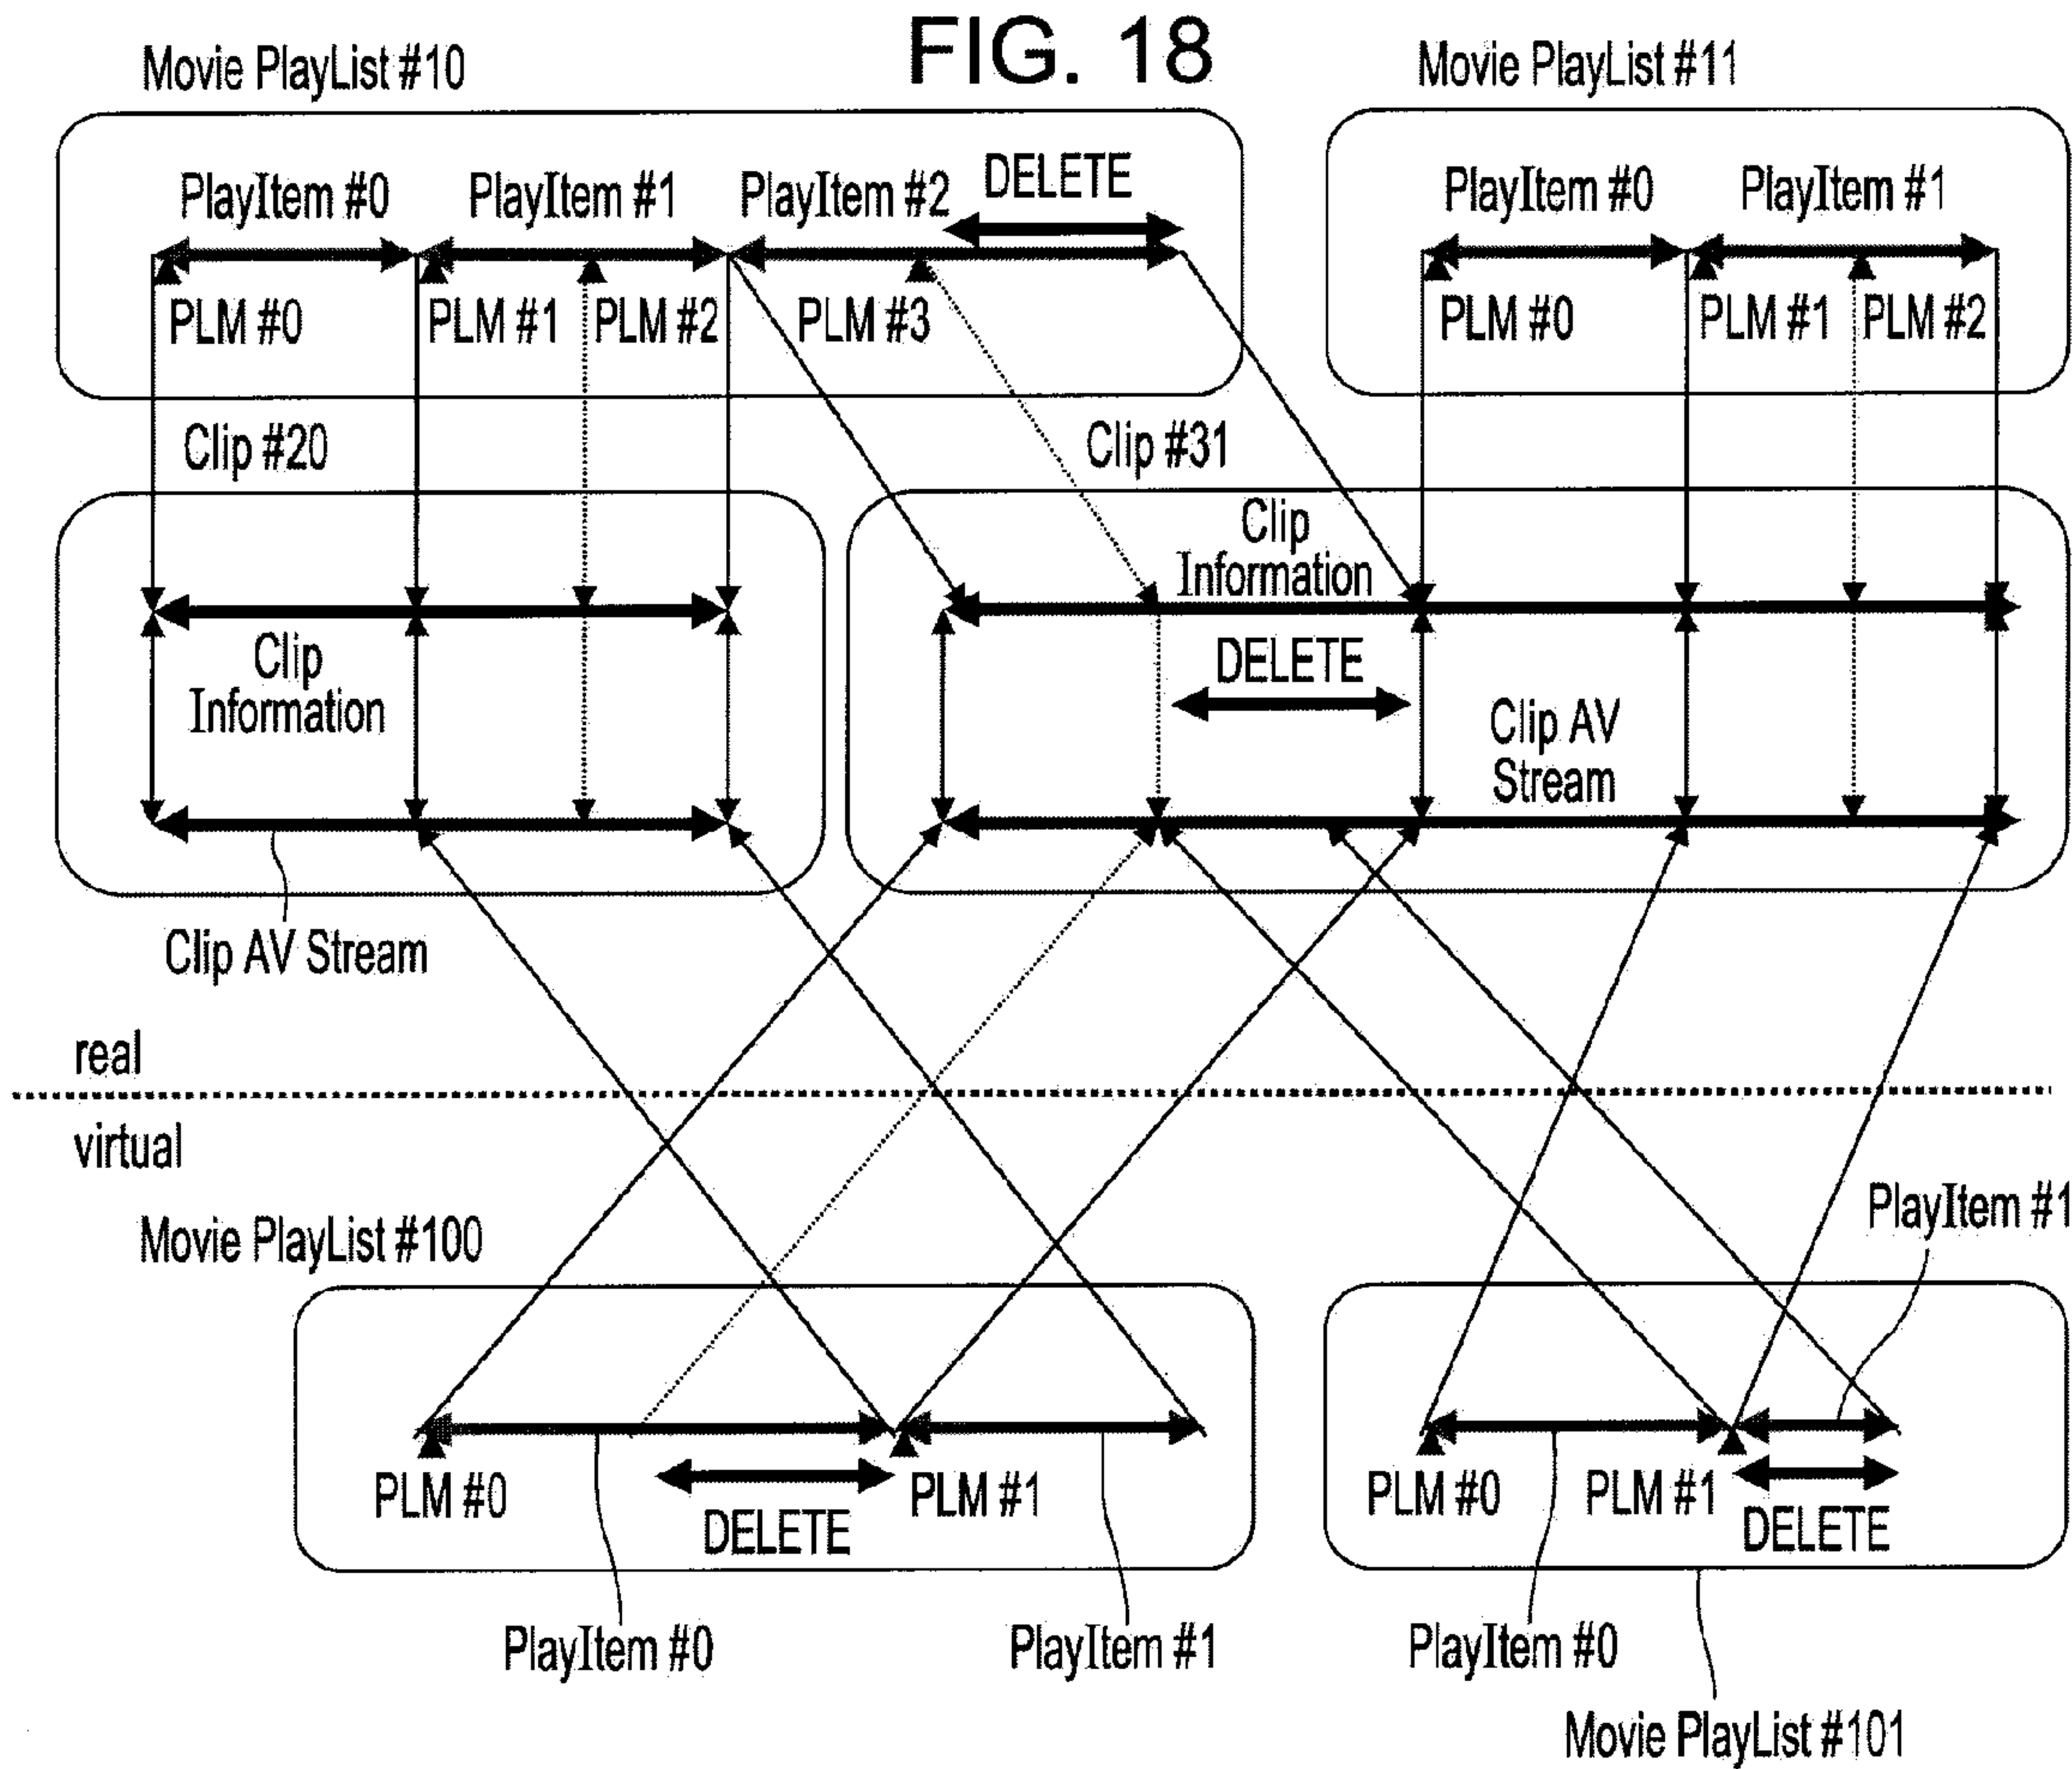 FIG. 18
Movie PlayList #10
Movie PlayList #11
PlayItem #0
PlayItem #1
PlayItem #2
DELETE
PlayItem #0
PlayItem #1
PLM #0
PLM #1
PLM #2
PLM #3
PLM #0
PLM #1
PLM #2
Clip #20
Clip #31
Clip
Information
Clip
Information
DELETE
Clip AV
Stream
Clip AV Stream
real
virtual
Movie PlayList #100
PlayItem #1
PLM #0
DELETE
PLM #1
PLM #0
PLM #1
DELETE
PlayItem #0
PlayItem #1
PlayItem #0
Movie PlayList #101